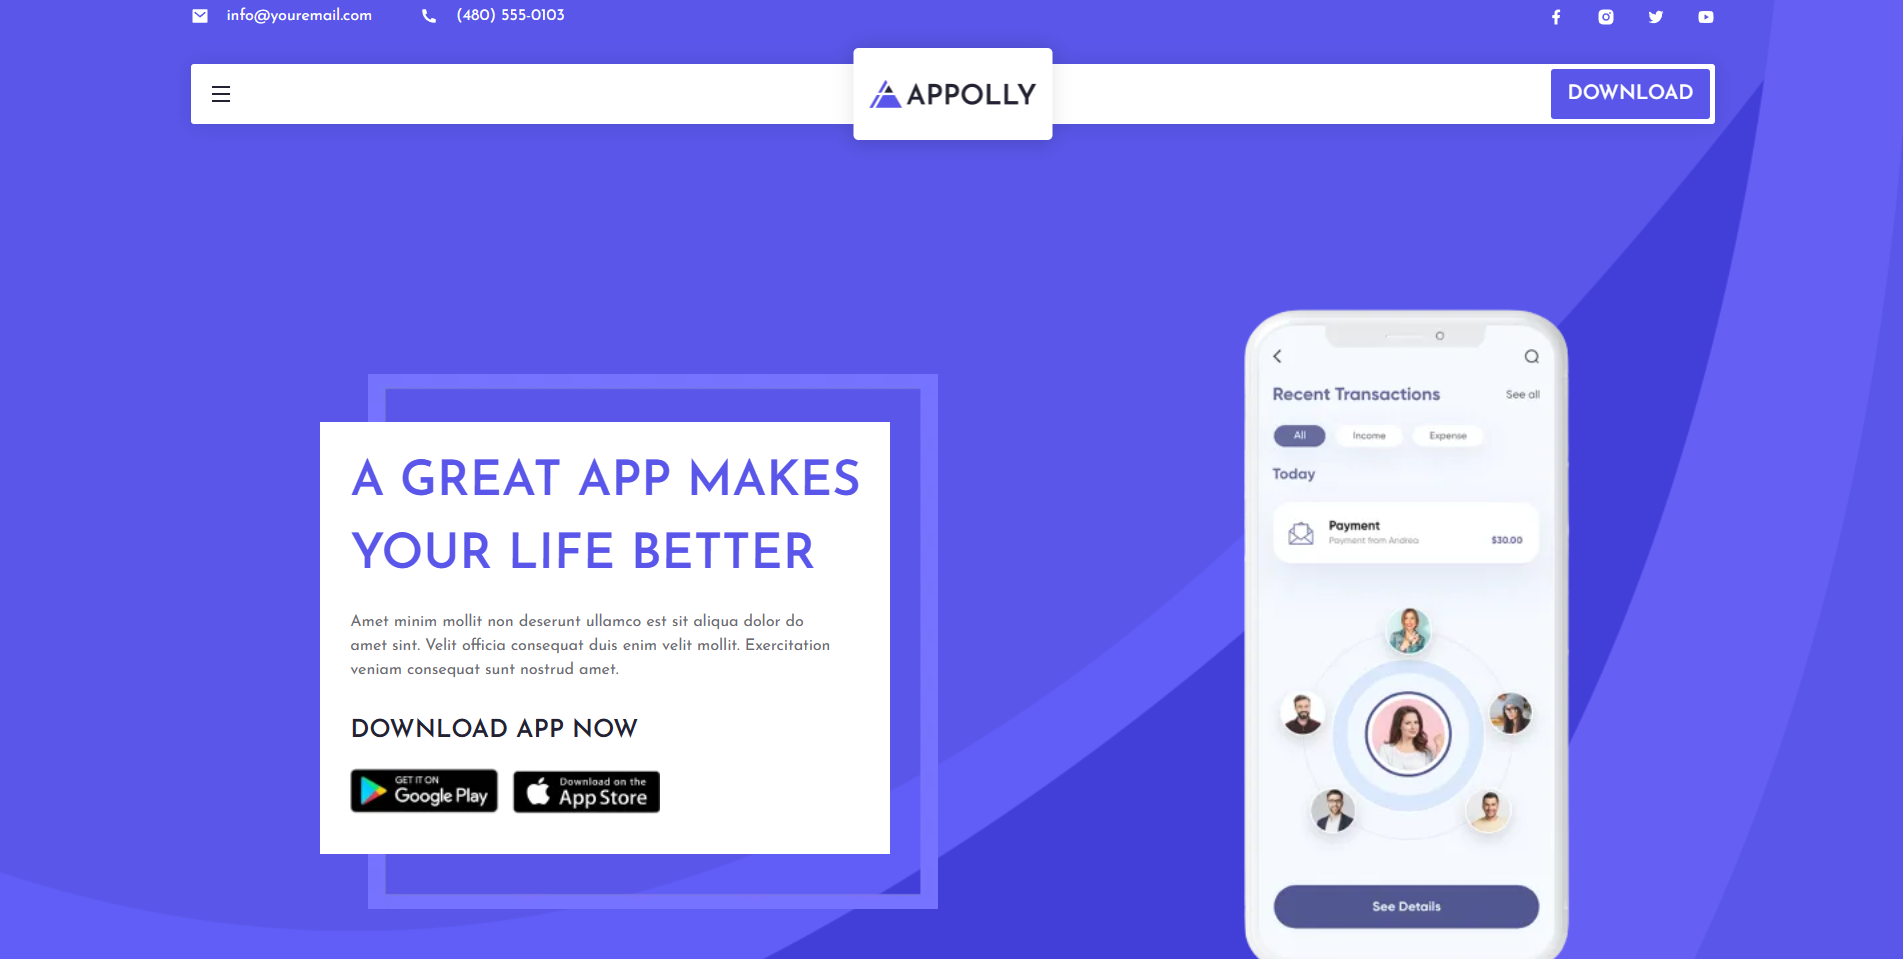 info@youremail.com
(480) 555-0103
APPOLLY
DOWNLOAD
A GREAT APP MAKES
YOUR LIFE BETTER
Amet minim mollit non deserunt ullamco est sit aliqua dolor do
amet sint. Velit officia consequat duis enim velit mollit. Exercitation
veniam consequat sunt nostrud amet.
DOWNLOAD APP NOW
GET IT ON
Google Play
Download on the
App Store
Recent Transactions
See all
All
Income
Expense
Today
Payment
Payment from Andrea
$30.00
See Details